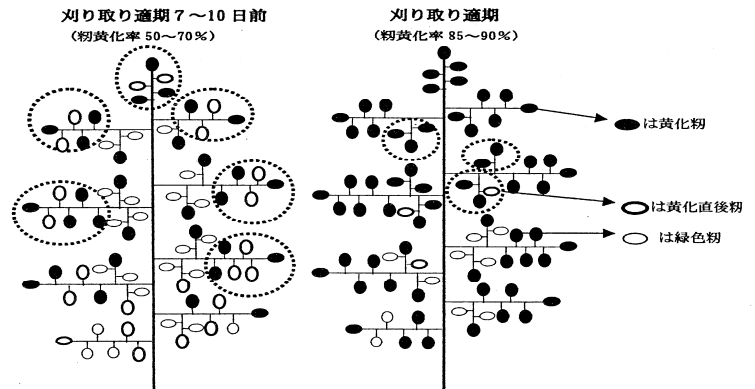 刈り取り適期７～10日前
（籾黄化率 50～70％）
刈り取り適期
（籾黄化率 85～90％）
は黄化籾
は黄化直後籾
は緑色籾